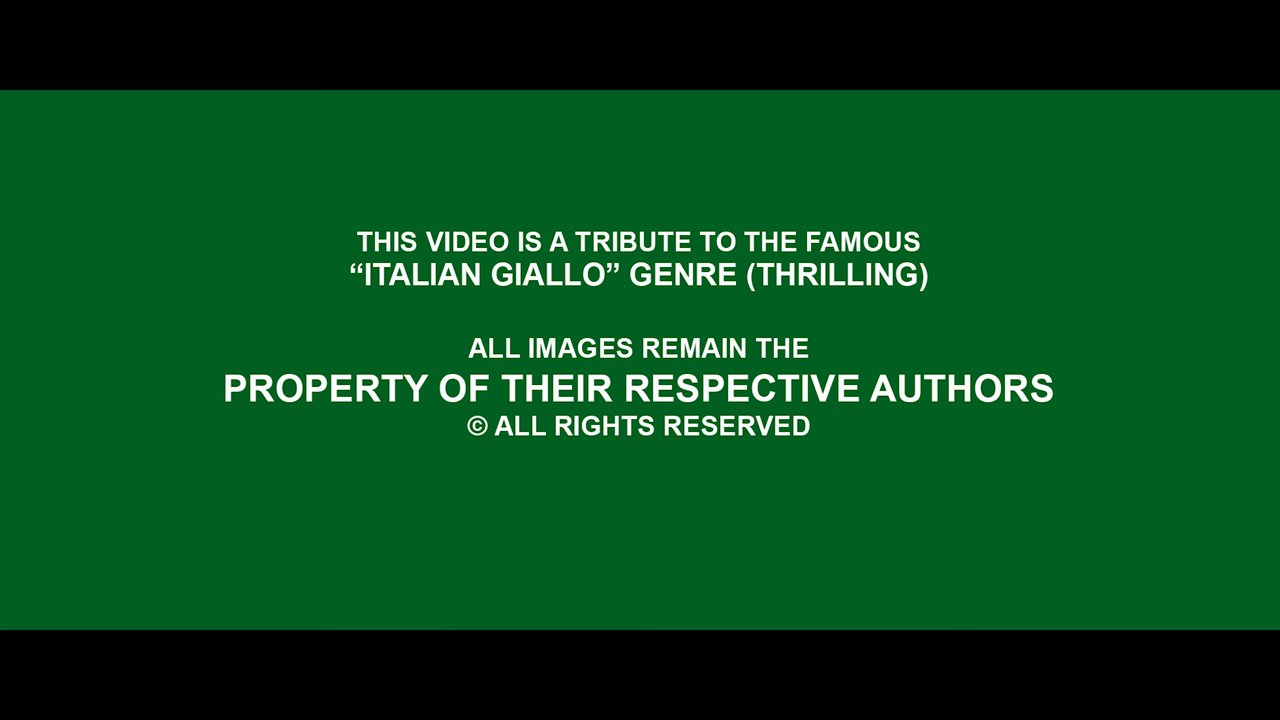 THIS VIDEO IS A TRIBUTE TO THE FAMOUS
“ITALIAN GIALLO” GENRE (THRILLING)
ALL IMAGES REMAIN THE
PROPERTY OF THEIR RESPECTIVE AUTHORS
© ALL RIGHTS RESERVED